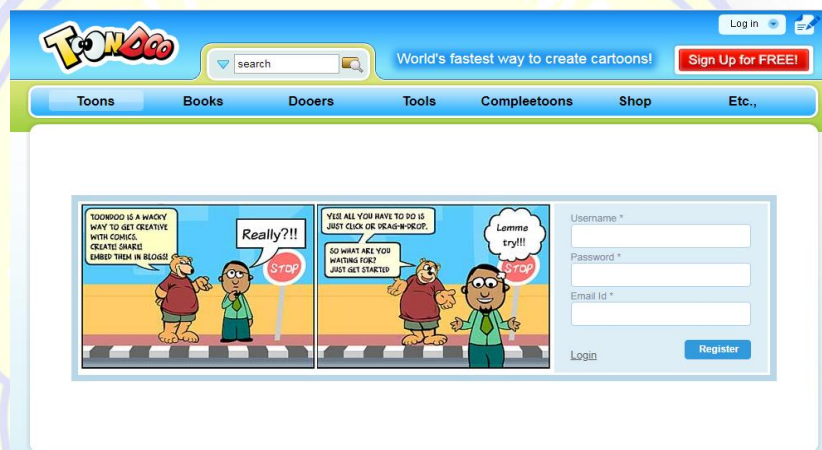 Log in
TOONDOO
search
World's fastest way to create cartoons!
Sign Up for FREE!
Toons Books Dooers Tools Compleetoons Shop Etc.,
TOONDOO IS A WACKY
WAY TO GET CREATIVE
WITH COMICS.
CREATE! SHARE!
EMBED THEM IN BLOGS!
Really?!!
STOP
YES! ALL YOU HAVE TO DO IS
JUST CLICK OR DRAG-N-DROP.
SO WHAT ARE YOU
WAITING FOR?
JUST GET STARTED
Lemme
try!!!
STOP
Username *
Password *
Email Id *
Login
Register